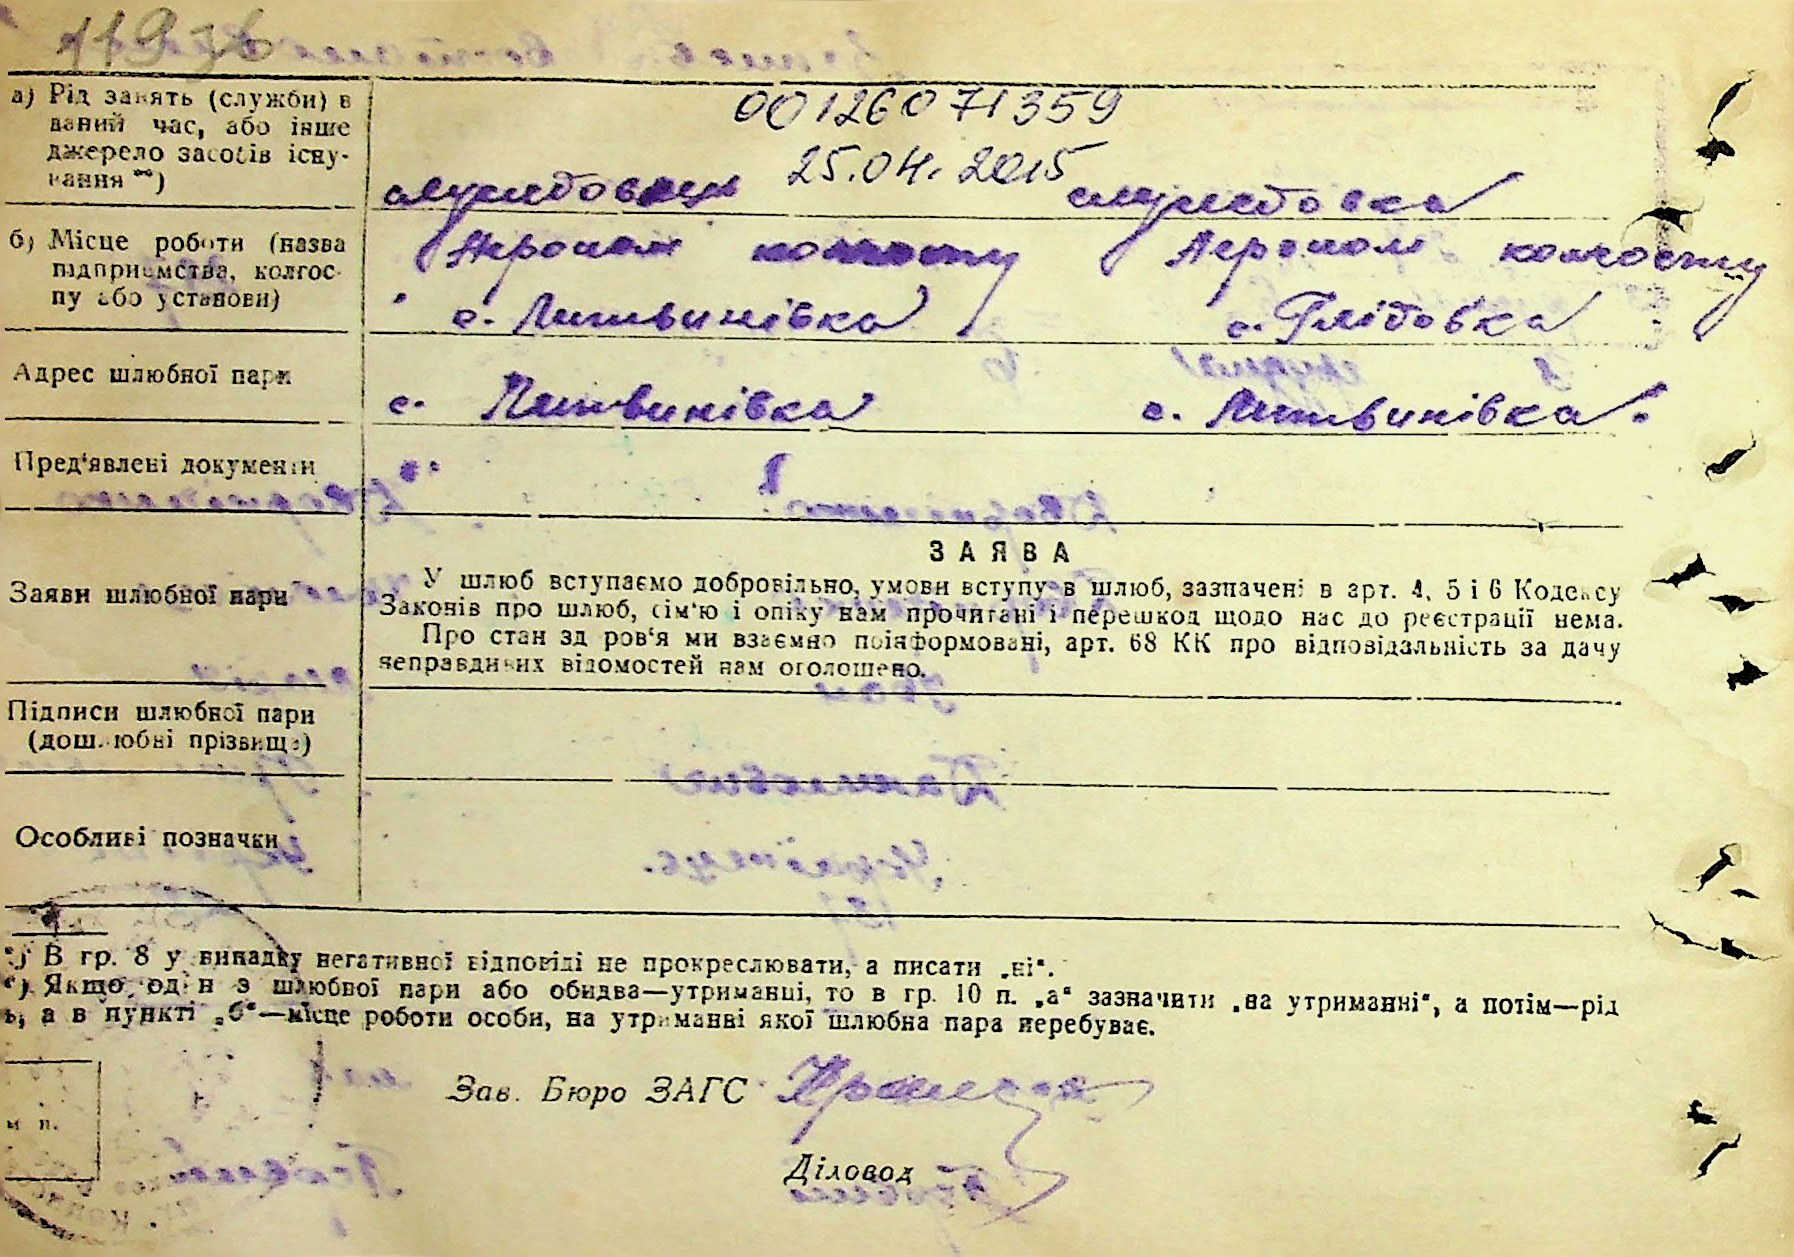 а) Рід занять (служби) в
даний час, або інше
джерело засобів існу-
вання **)
00126071359
25.04.2015
службовець службовка
б) Місце роботи (назва
підприємства, колгос-
пу або установи)
Агроном колгоспу Агроном колгоспу
с. Литвинівка с. Глібовка
Адрес шлюбної пари
с. Литвинівка с. Литвинівка
Пред'явлені документи
ЗАЯВА
Заяви шлюбної пари
У шлюб вступаємо добровільно, умови вступу в шлюб, зазначені в арт. 4, 5 і 6 Кодексу
Законів про шлюб, сім'ю і опіку нам прочитані і перешкод щодо нас до реєстрації нема.
Про стан здоров'я ми взаємно поінформовані, арт. 68 КК про відповідальність за дачу
неправдивих відомостей нам оголошено.
Підписи шлюбної пари
(дошлюбні прізвища)
Особливі позначки
*) В гр. 8 у випадку негативної відповіді не прокреслювати, а писати „ні“.
*) Якщо один з шлюбної пари або обидва—утриманці, то в гр. 10 п. „а“ зазначити „на утриманні“, а потім—рід
ь, а в пункті „б“—місце роботи особи, на утриманні якої шлюбна пара перебуває.
Зав. Бюро ЗАГС
м п.
Діловод